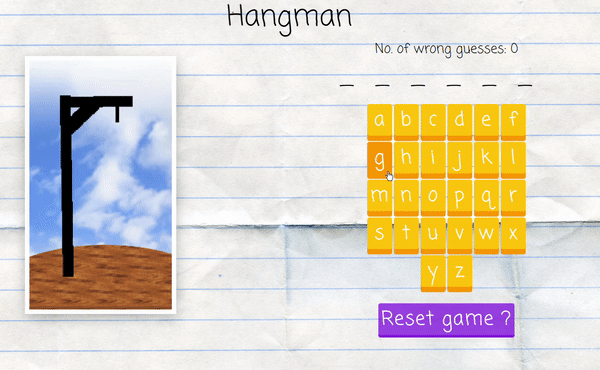 Hangman
No. of wrong guesses: 0
_ _ _ _ _ _
a b c d e f
g h i j k l
m n o p q r
s t u v w x
y z
Reset game ?